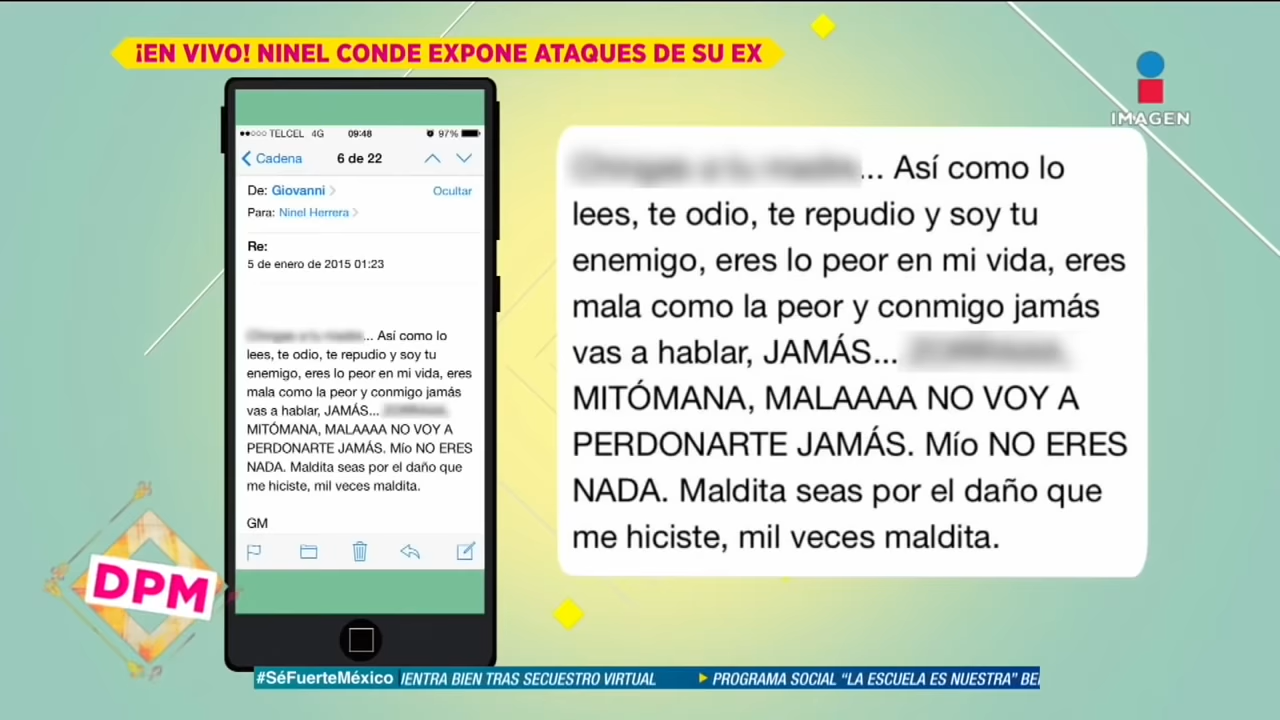 ¡EN VIVO! NINEL CONDE EXPONE ATAQUES DE SU EX
IMAGEN
TELCEL 4G 09:48 97%
Cadena 6 de 22
De: Giovanni Ocultar
Para: Ninel Herrera
Re:
5 de enero de 2015 01:23
... Así como lo
lees, te odio, te repudio y soy tu
enemigo, eres lo peor en mi vida, eres
mala como la peor y conmigo jamás
vas a hablar, JAMÁS...
MITÓMANA, MALAAAA NO VOY A
PERDONARTE JAMÁS. Mío NO ERES
NADA. Maldita seas por el daño que
me hiciste, mil veces maldita.
GM
... Así como lo
lees, te odio, te repudio y soy tu
enemigo, eres lo peor en mi vida, eres
mala como la peor y conmigo jamás
vas a hablar, JAMÁS...
MITÓMANA, MALAAAA NO VOY A
PERDONARTE JAMÁS. Mío NO ERES
NADA. Maldita seas por el daño que
me hiciste, mil veces maldita.
DPM
#SéFuerteMéxico IENTRA BIEN TRAS SECUESTRO VIRTUAL PROGRAMA SOCIAL “LA ESCUELA ES NUESTRA” BE